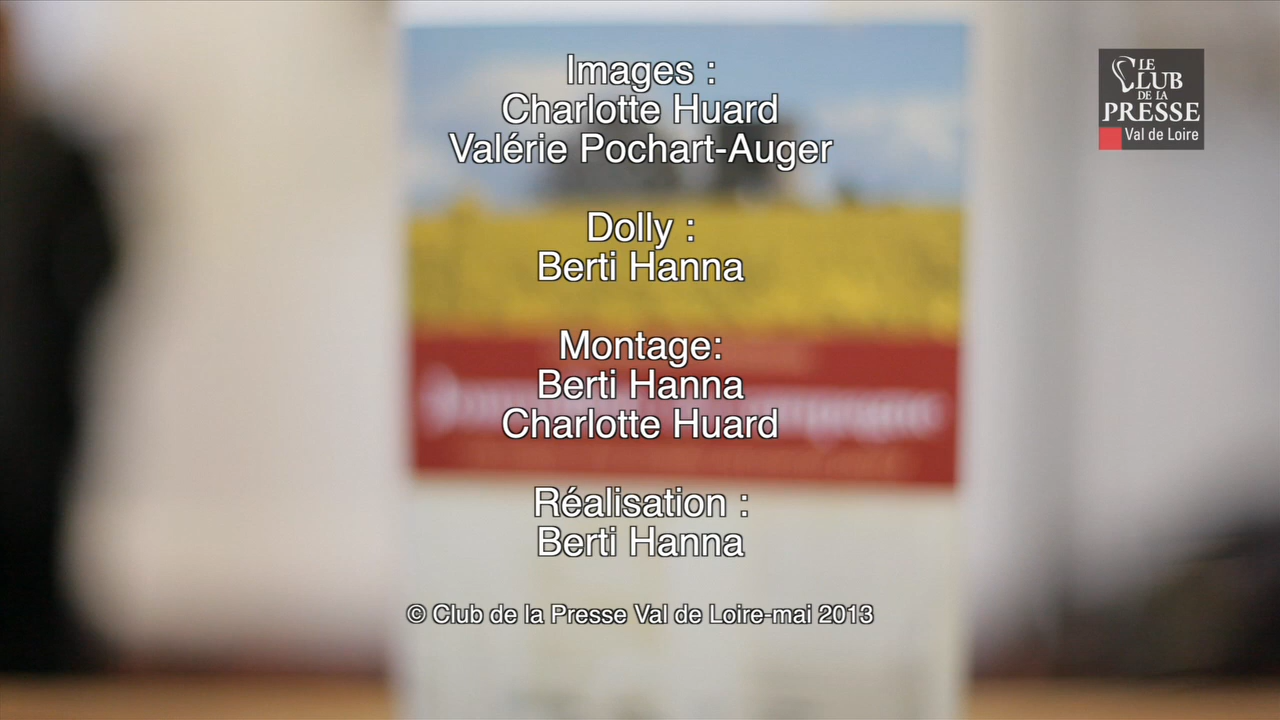 Images :
Charlotte Huard
Valérie Pochart-Auger
Dolly :
Berti Hanna
Montage:
Berti Hanna
Charlotte Huard
Réalisation :
Berti Hanna
© Club de la Presse Val de Loire-mai 2013
LE
CLUB
DE LA
PRESSE
Val de Loire